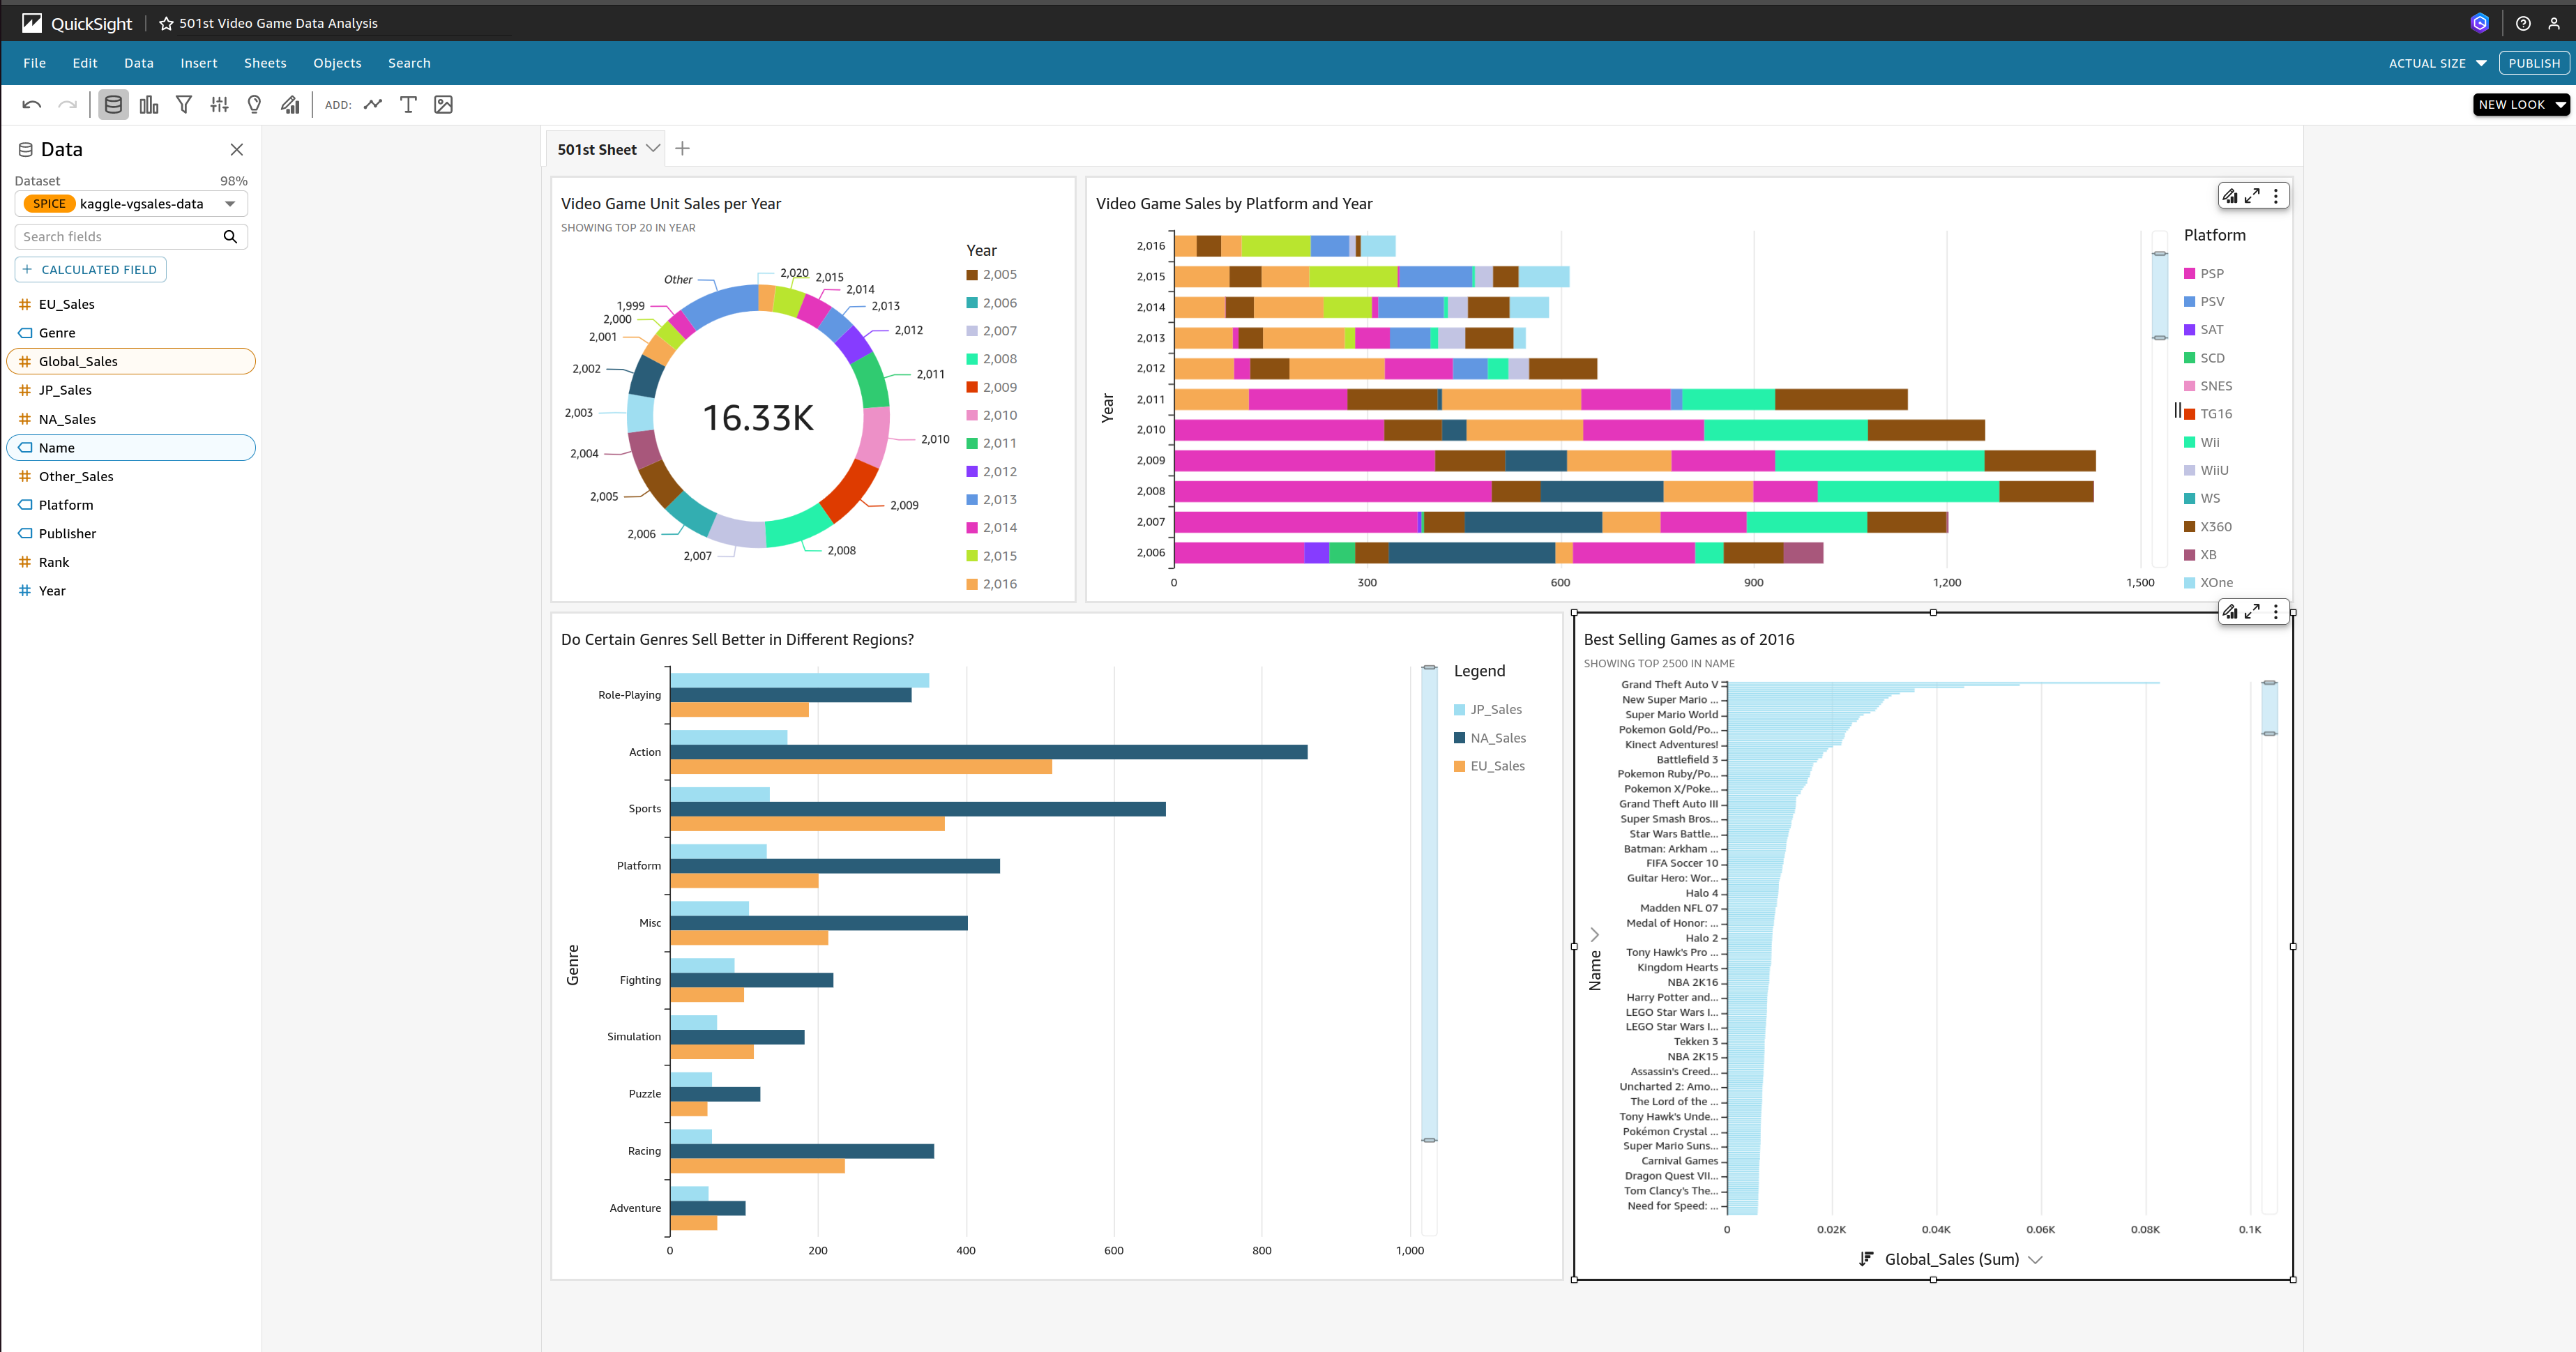 QuickSight
501st Video Game Data Analysis
File Edit Data Insert Sheets Objects Search
ACTUAL SIZE
PUBLISH
ADD:
NEW LOOK
Data
Dataset 98%
SPICE kaggle-vgsales-data
Search fields
+ CALCULATED FIELD
EU_Sales
Genre
Global_Sales
JP_Sales
NA_Sales
Name
Other_Sales
Platform
Publisher
Rank
Year
501st Sheet
Video Game Unit Sales per Year
SHOWING TOP 20 IN YEAR
Other
2,020
2,015
2,014
2,013
2,012
2,011
2,010
2,009
2,008
2,007
2,006
2,005
2,004
2,003
2,002
2,001
2,000
1,999
16.33K
Year
2,005
2,006
2,007
2,008
2,009
2,010
2,011
2,012
2,013
2,014
2,015
2,016
Video Game Sales by Platform and Year
Year
2,016
2,015
2,014
2,013
2,012
2,011
2,010
2,009
2,008
2,007
2,006
0 300 600 900 1,200 1,500
Platform
PSP
PSV
SAT
SCD
SNES
TG16
Wii
WiiU
WS
X360
XB
XOne
Do Certain Genres Sell Better in Different Regions?
Genre
Role-Playing
Action
Sports
Platform
Misc
Fighting
Simulation
Puzzle
Racing
Adventure
0 200 400 600 800 1,000
Legend
JP_Sales
NA_Sales
EU_Sales
Best Selling Games as of 2016
SHOWING TOP 2500 IN NAME
Name
Grand Theft Auto V
New Super Mario ...
Super Mario World
Pokemon Gold/Po...
Kinect Adventures!
Battlefield 3
Pokemon Ruby/Po...
Pokemon X/Poke...
Grand Theft Auto III
Super Smash Bros...
Star Wars Battle...
Batman: Arkham ...
FIFA Soccer 10
Guitar Hero: Wor...
Halo 4
Madden NFL 07
Medal of Honor: ...
Halo 2
Tony Hawk's Pro ...
Kingdom Hearts
NBA 2K16
Harry Potter and...
LEGO Star Wars I...
LEGO Star Wars I...
Tekken 3
NBA 2K15
Assassin's Creed...
Uncharted 2: Amo...
The Lord of the ...
Tony Hawk's Unde...
Pokémon Crystal ...
Super Mario Suns...
Carnival Games
Dragon Quest VII...
Tom Clancy's The...
Need for Speed: ...
0 0.02K 0.04K 0.06K 0.08K 0.1K
Global_Sales (Sum)